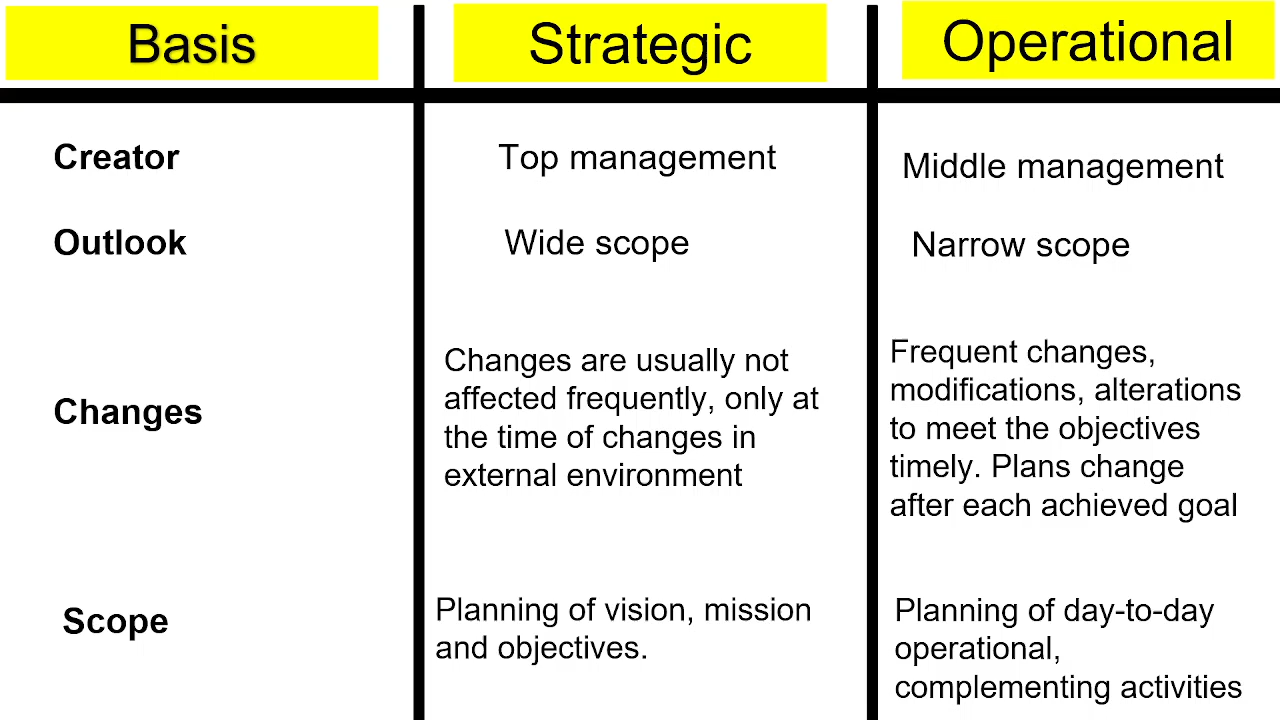 Basis
Strategic
Operational
Creator
Top management
Middle management
Outlook
Wide scope
Narrow scope
Changes
Changes are usually not
affected frequently, only at
the time of changes in
external environment
Frequent changes,
modifications, alterations
to meet the objectives
timely. Plans change
after each achieved goal
Scope
Planning of vision, mission
and objectives.
Planning of day-to-day
operational,
complementing activities